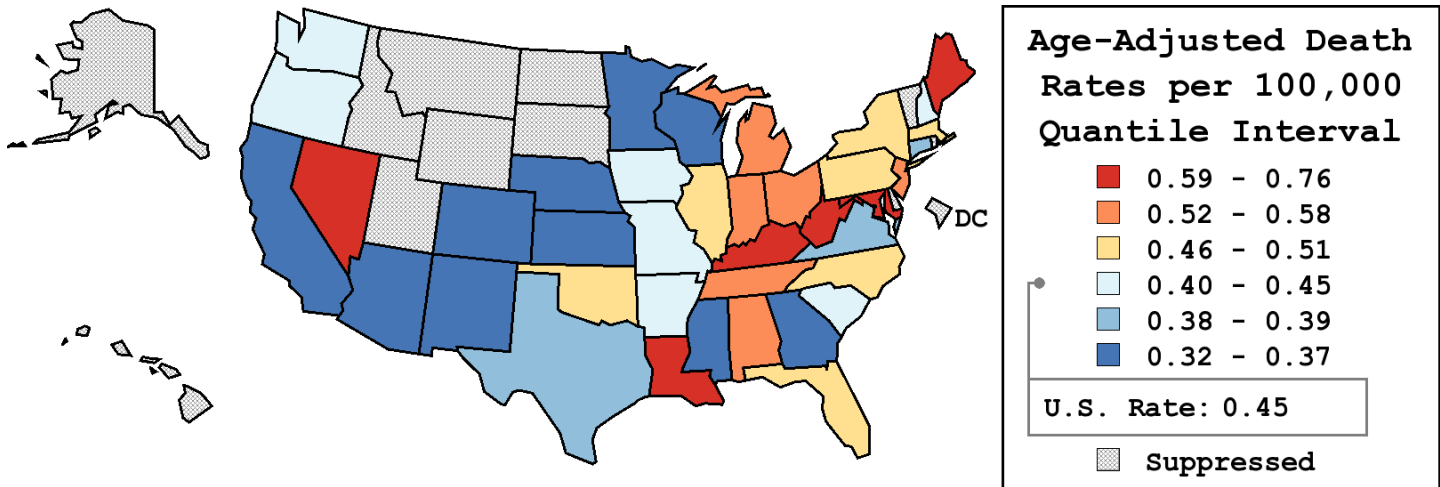 Age-Adjusted Death
Rates per 100,000
Quantile Interval
0.59 - 0.76
0.52 - 0.58
0.46 - 0.51
0.40 - 0.45
0.38 - 0.39
0.32 - 0.37
U.S. Rate: 0.45
Suppressed
DC